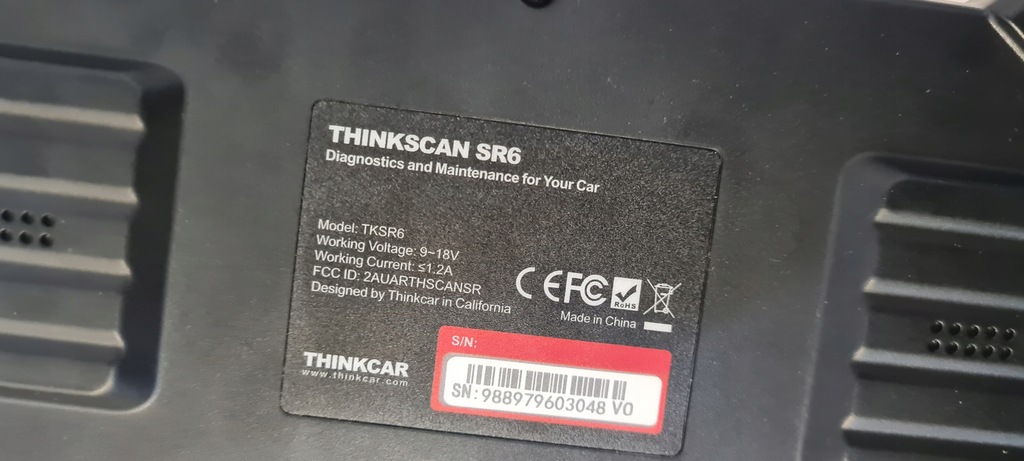 THINKSCAN SR6
Diagnostics and Maintenance for Your Car
Model: TKSR6
Working Voltage: 9~18V
Working Current: ≤1.2A
FCC ID: 2AUARTHSCANSR
Designed by Thinkcar in California
CE FC RoHS
Made in China
THINKCAR
www.thinkcar.com
S/N:
SN:988979603048 V0